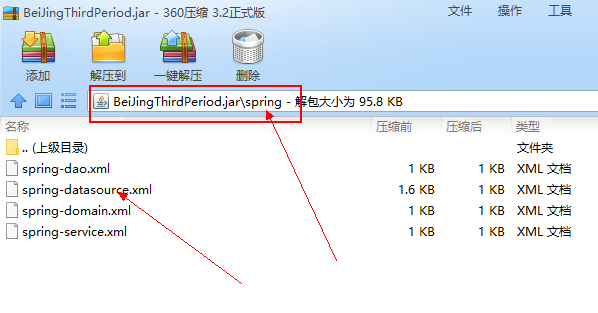 BeiJingThirdPeriod.jar - 360压缩 3.2正式版 文件 操作 工具
添加 解压到 一键解压 删除
BeiJingThirdPeriod.jar\spring - 解包大小为 95.8 KB
名称 压缩前 压缩后 类型
.. (上级目录) 文件夹
spring-dao.xml 1 KB 1 KB XML 文档
spring-datasource.xml 1.6 KB 1 KB XML 文档
spring-domain.xml 1 KB 1 KB XML 文档
spring-service.xml 1 KB 1 KB XML 文档